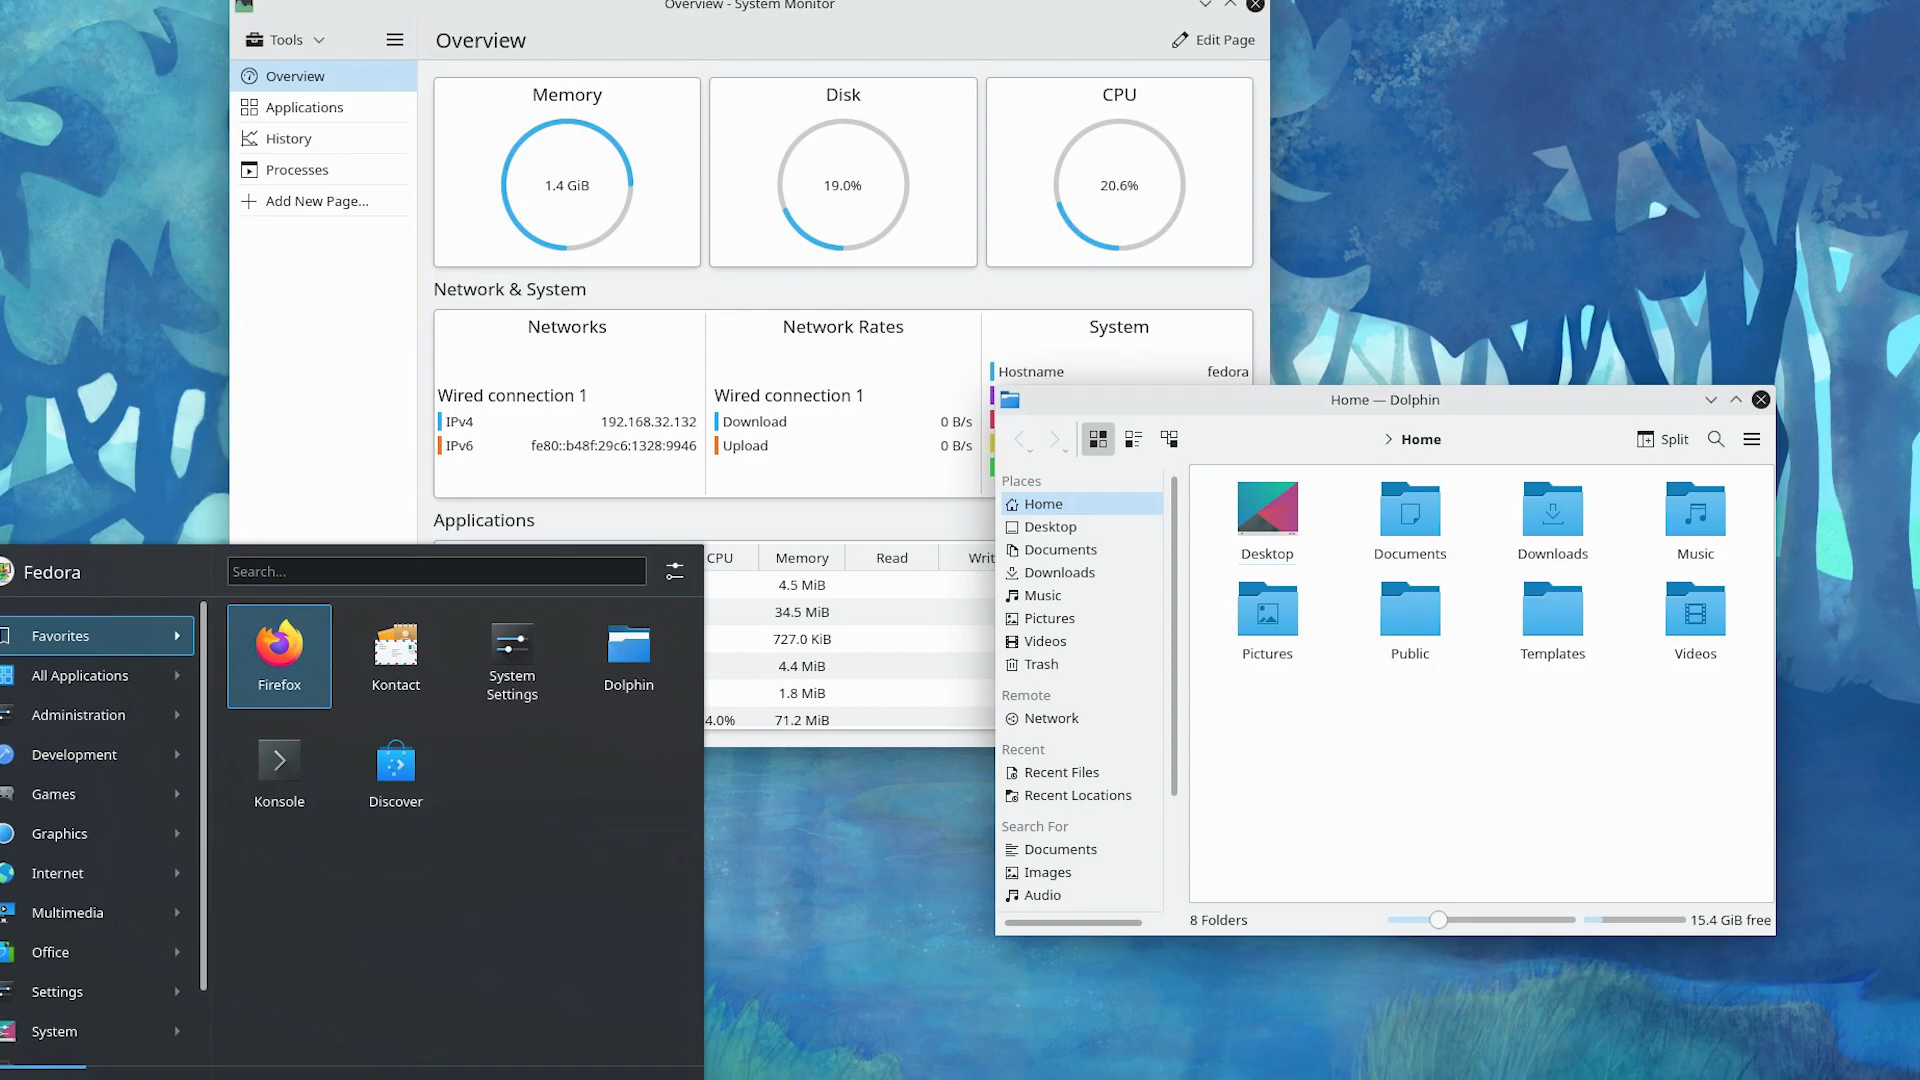 Overview - System Monitor
Tools
Overview
Edit Page
Overview
Applications
History
Processes
Add New Page...
Memory
1.4 GiB
Disk
19.0%
CPU
20.6%
Network & System
Networks
Wired connection 1
IPv4 192.168.32.132
IPv6 fe80::b48f:29c6:1328:9946
Network Rates
Wired connection 1
Download 0 B/s
Upload 0 B/s
System
Hostname fedora
Applications
CPU Memory Read Writ
4.5 MiB
34.5 MiB
727.0 KiB
4.4 MiB
1.8 MiB
4.0% 71.2 MiB
Fedora
Search...
Favorites
All Applications
Administration
Development
Games
Graphics
Internet
Multimedia
Office
Settings
System
Firefox
Kontact
System
Settings
Dolphin
Konsole
Discover
Home — Dolphin
Home
Split
Places
Home
Desktop
Documents
Downloads
Music
Pictures
Videos
Trash
Remote
Network
Recent
Recent Files
Recent Locations
Search For
Documents
Images
Audio
Desktop
Documents
Downloads
Music
Pictures
Public
Templates
Videos
8 Folders
15.4 GiB free